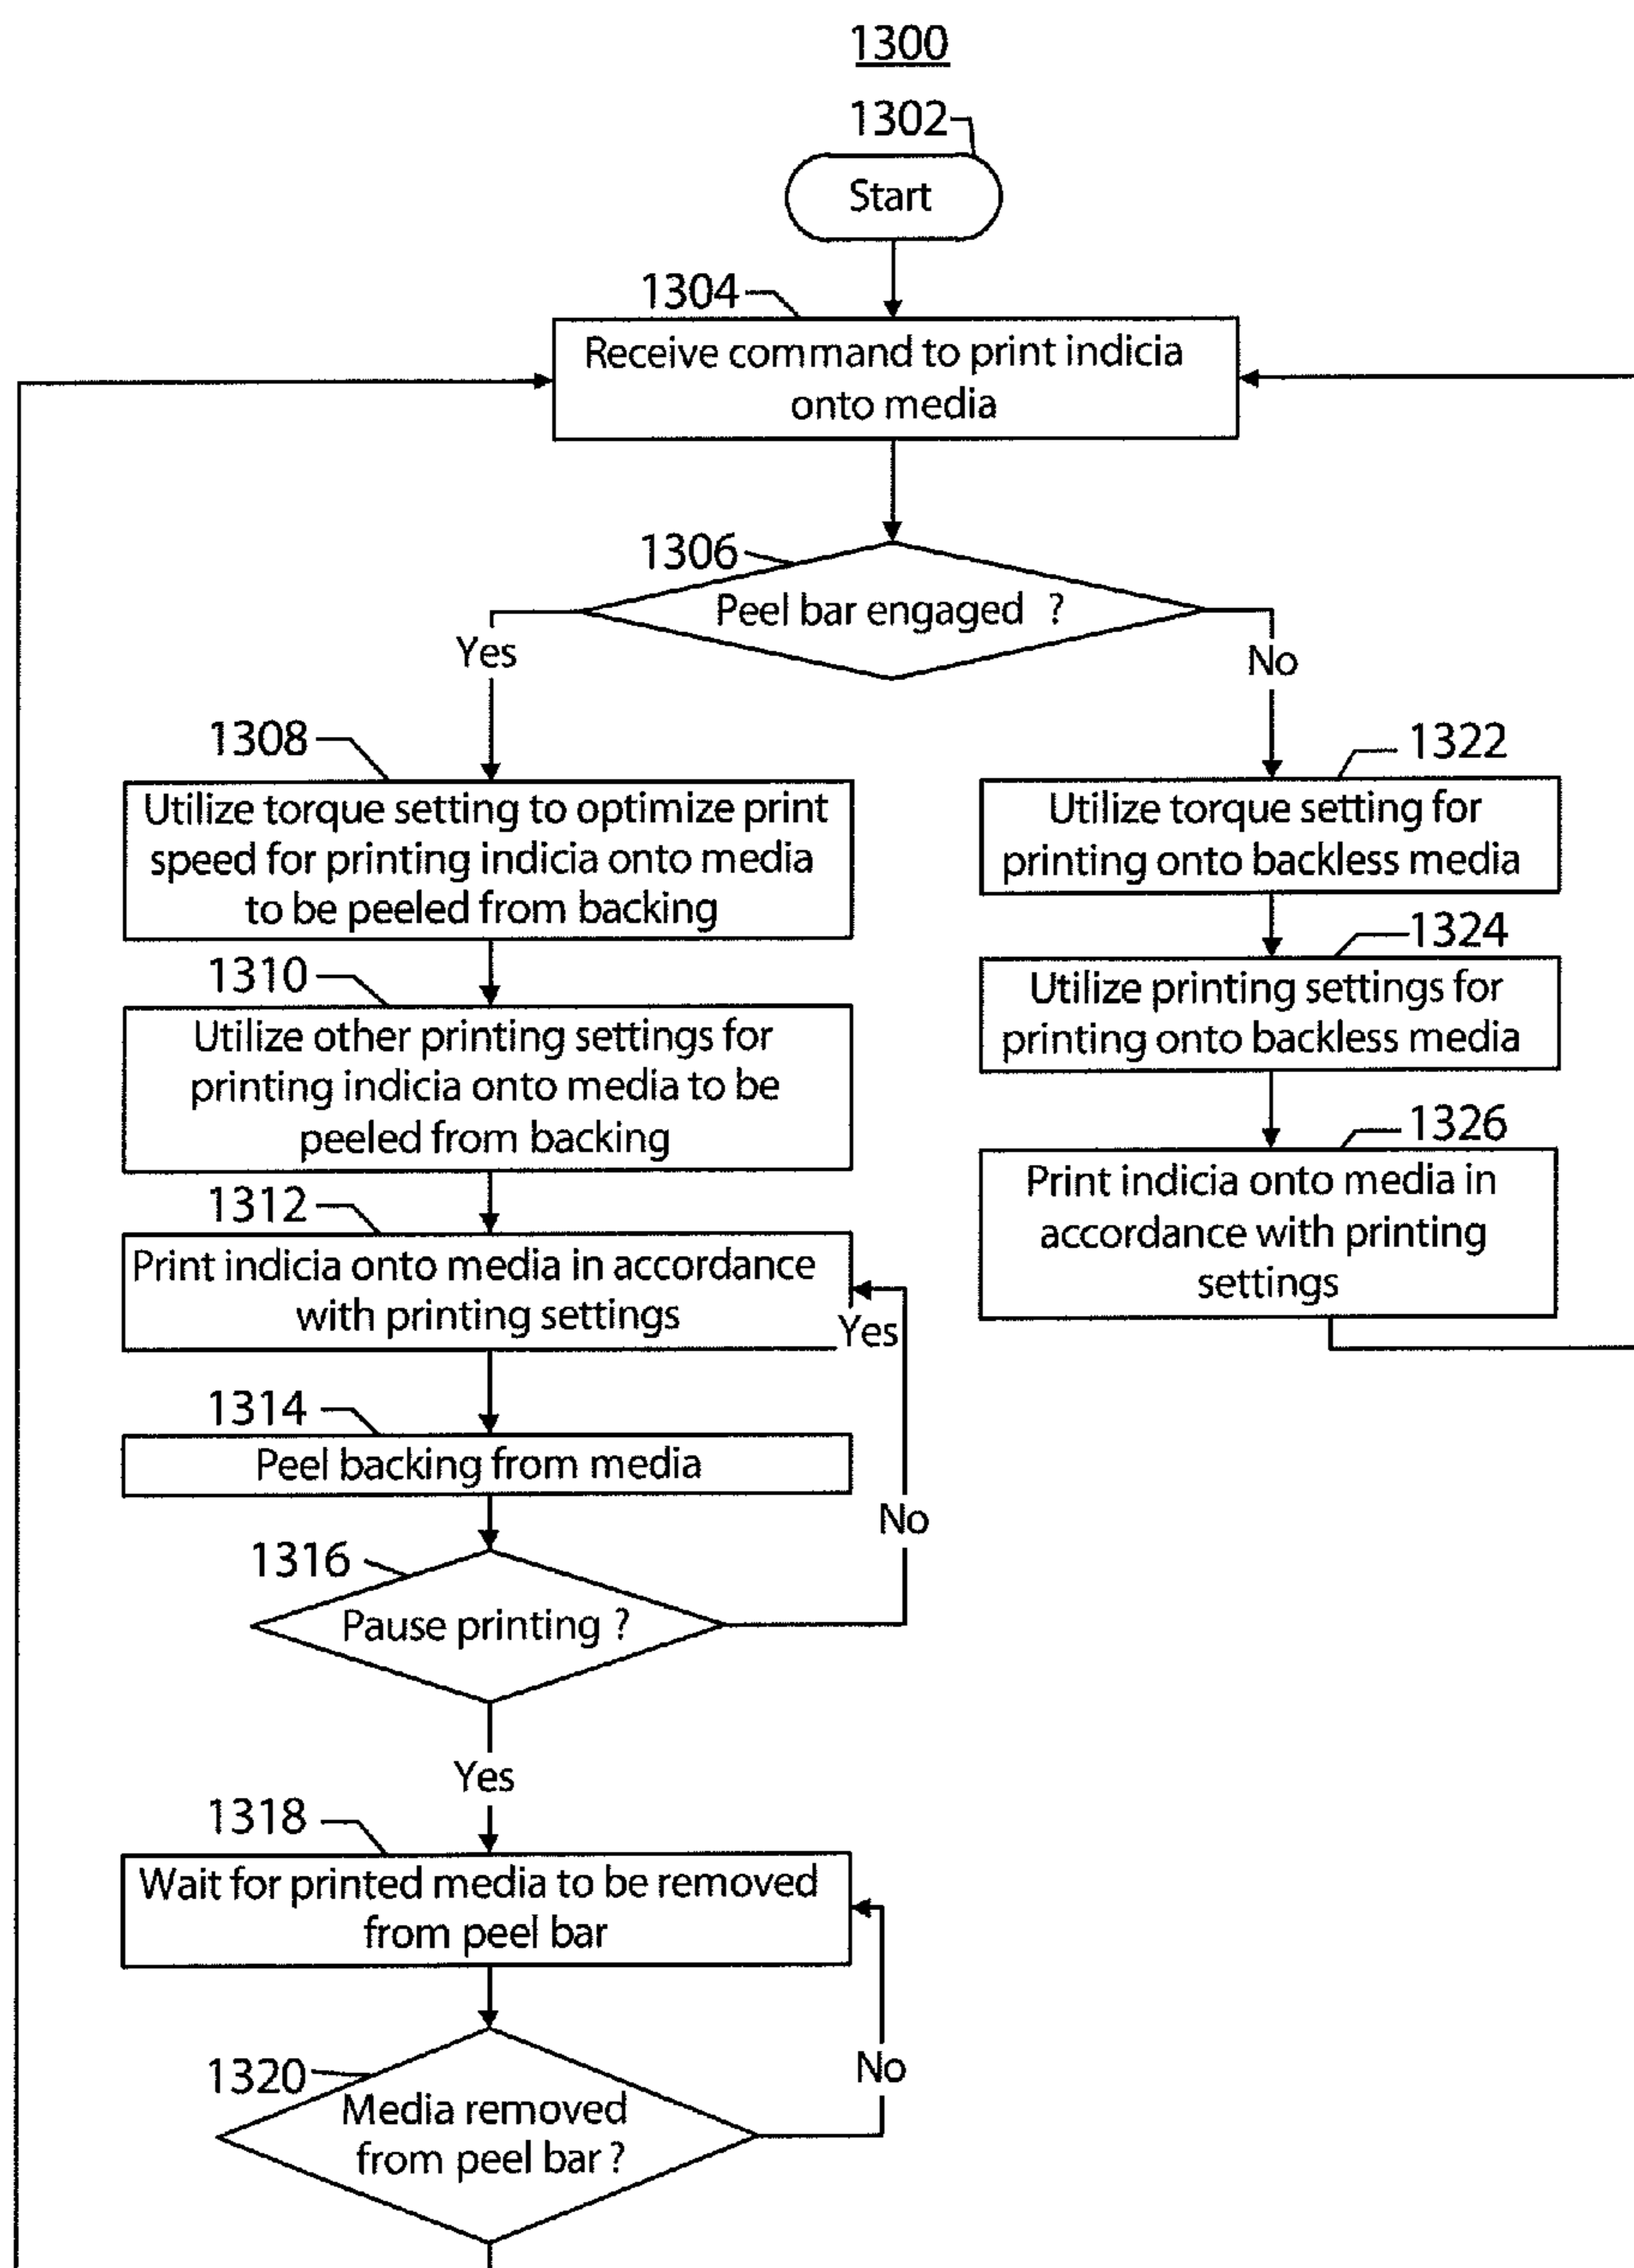 1300
1302
Start
1304
Receive command to print indicia
onto media
1306
Peel bar engaged ?
Yes
No
1308
Utilize torque setting to optimize print
speed for printing indicia onto media
to be peeled from backing
1322
Utilize torque setting for
printing onto backless media
1310
Utilize other printing settings for
printing indicia onto media to be
peeled from backing
1324
Utilize printing settings for
printing onto backless media
1312
Print indicia onto media in accordance
with printing settings
Yes
1326
Print indicia onto media in
accordance with printing
settings
1314
Peel backing from media
No
1316
Pause printing ?
Yes
1318
Wait for printed media to be removed
from peel bar
No
1320
Media removed
from peel bar ?